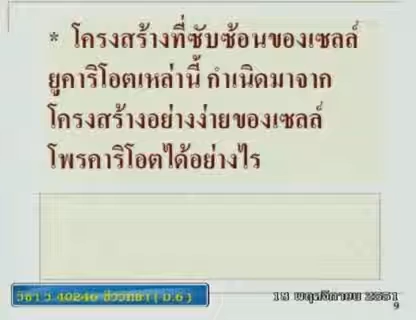 * โครงสร้างที่ซับซ้อนของเซลล์
ยูคาริโอตเหล่านี้ กำเนิดมาจาก
โครงสร้างอย่างง่ายของเซลล์
โพรคาริโอตได้อย่างไร
วิชา ว 40246 ชีววิทยา ( ม.6 )
พฤศจิกายน 2551
9